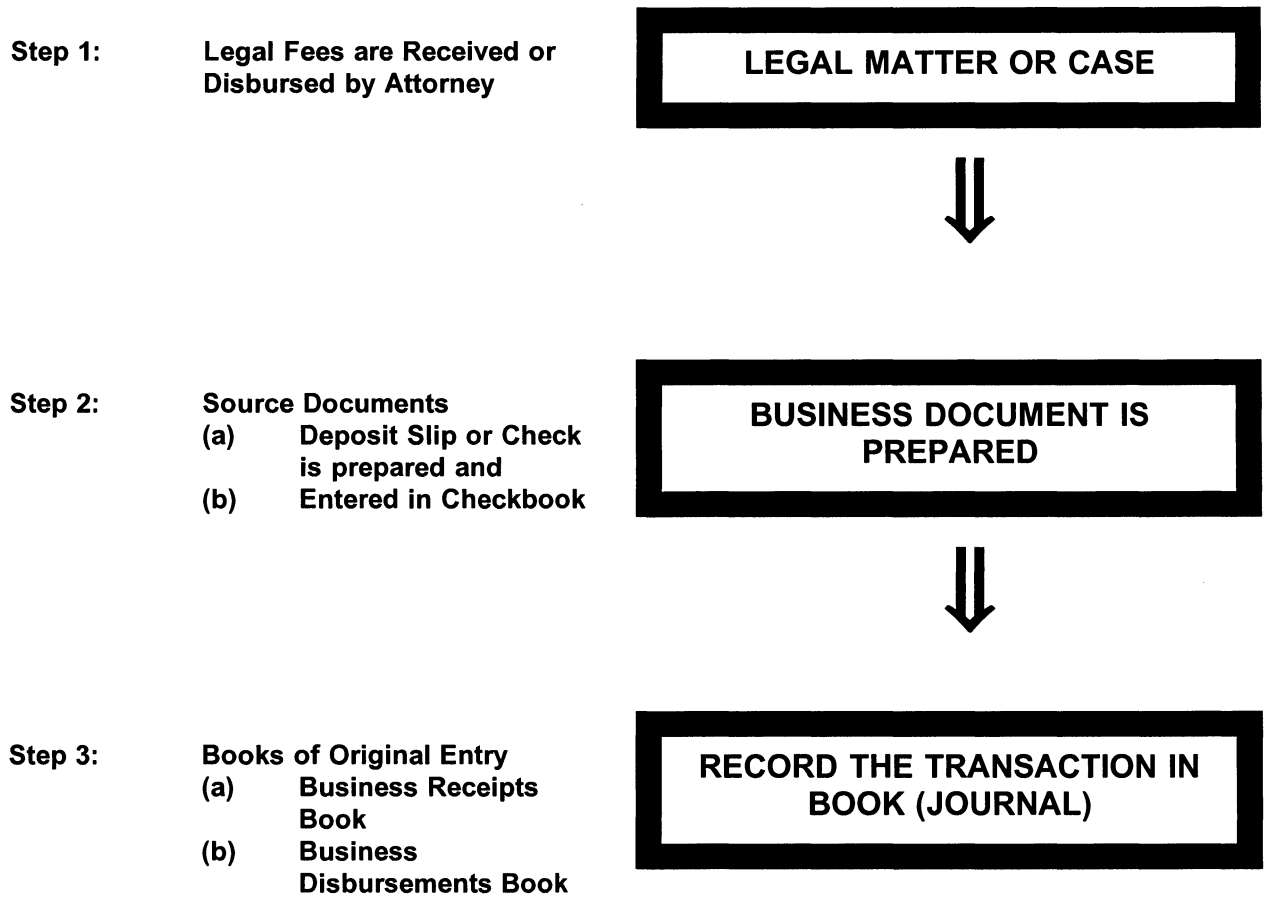 Step 1:
Legal Fees are Received or
Disbursed by Attorney
LEGAL MATTER OR CASE
Step 2:
Source Documents
(a) Deposit Slip or Check
is prepared and
(b) Entered in Checkbook
BUSINESS DOCUMENT IS
PREPARED
Step 3:
Books of Original Entry
(a) Business Receipts
Book
(b) Business
Disbursements Book
RECORD THE TRANSACTION IN
BOOK (JOURNAL)